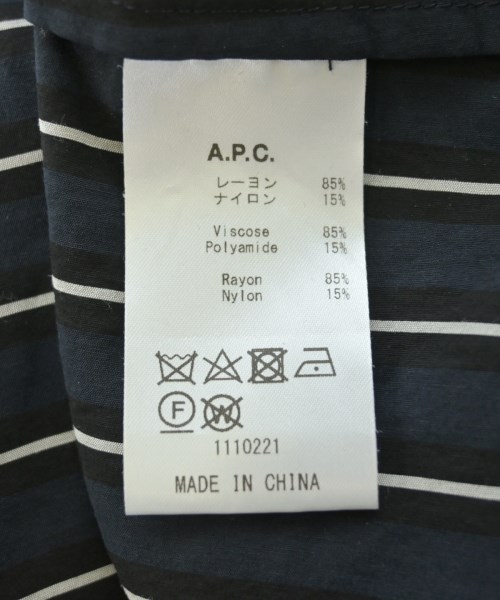 A.P.C.
レーヨン 85%
ナイロン 15%
Viscose 85%
Polyamide 15%
Rayon 85%
Nylon 15%
F W
1110221
MADE IN CHINA